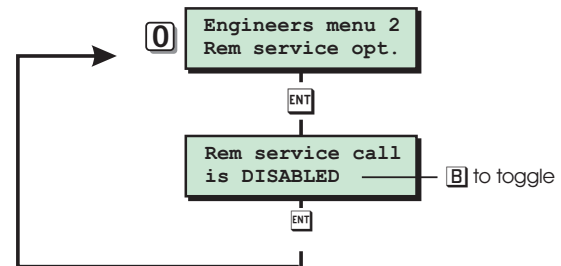 0
Engineers menu 2
Rem service opt.
ENT
Rem service call
is DISABLED
B to toggle
ENT